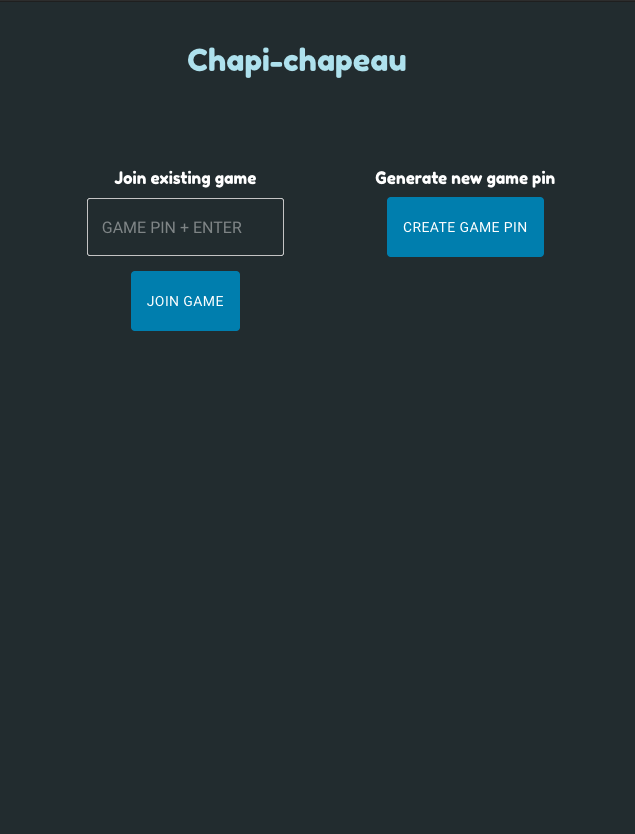 Chapi-chapeau
Join existing game
GAME PIN + ENTER
JOIN GAME
Generate new game pin
CREATE GAME PIN